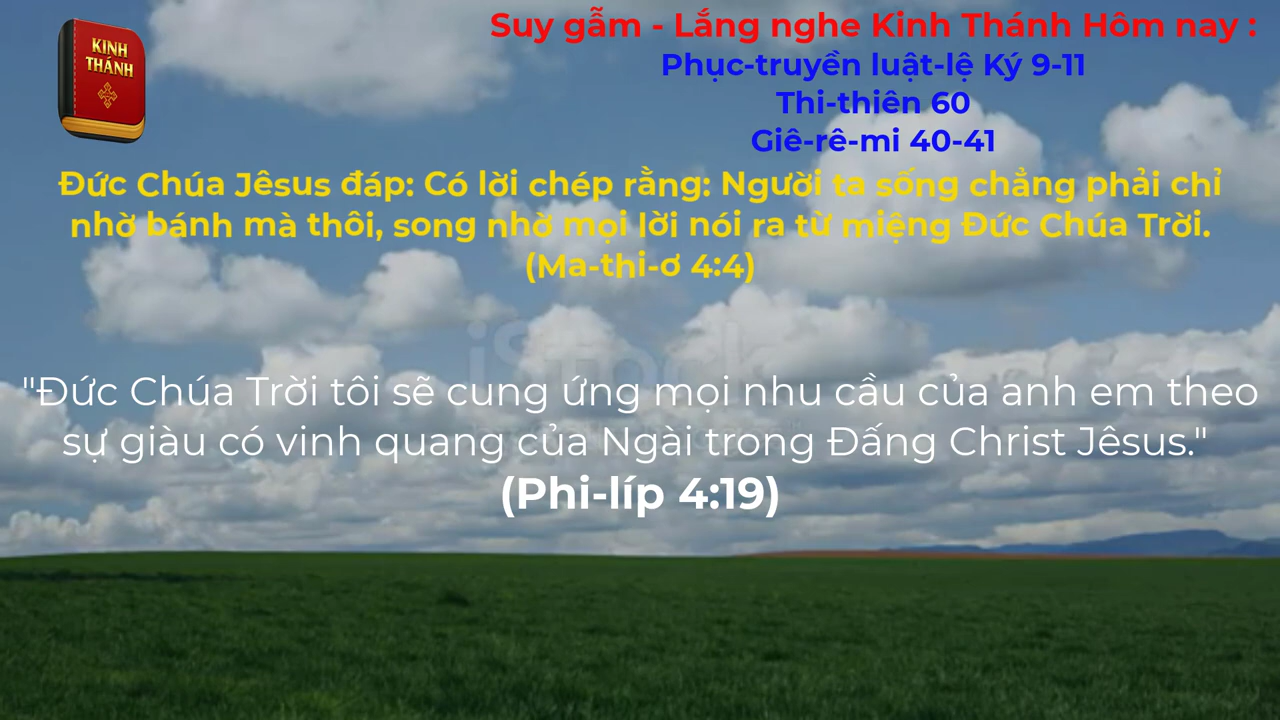 KINH
THÁNH
Suy gẫm - Lắng nghe Kinh Thánh Hôm nay :
Phục-truyền luật-lệ Ký 9-11
Thi-thiên 60
Giê-rê-mi 40-41
Đức Chúa Jêsus đáp: Có lời chép rằng: Người ta sống chẳng phải chỉ
nhờ bánh mà thôi, song nhờ mọi lời nói ra từ miệng Đức Chúa Trời.
(Ma-thi-ơ 4:4)
iStock
"Đức Chúa Trời tôi sẽ cung ứng mọi nhu cầu của anh em theo
sự giàu có vinh quang của Ngài trong Đấng Christ Jêsus."
(Phi-líp 4:19)